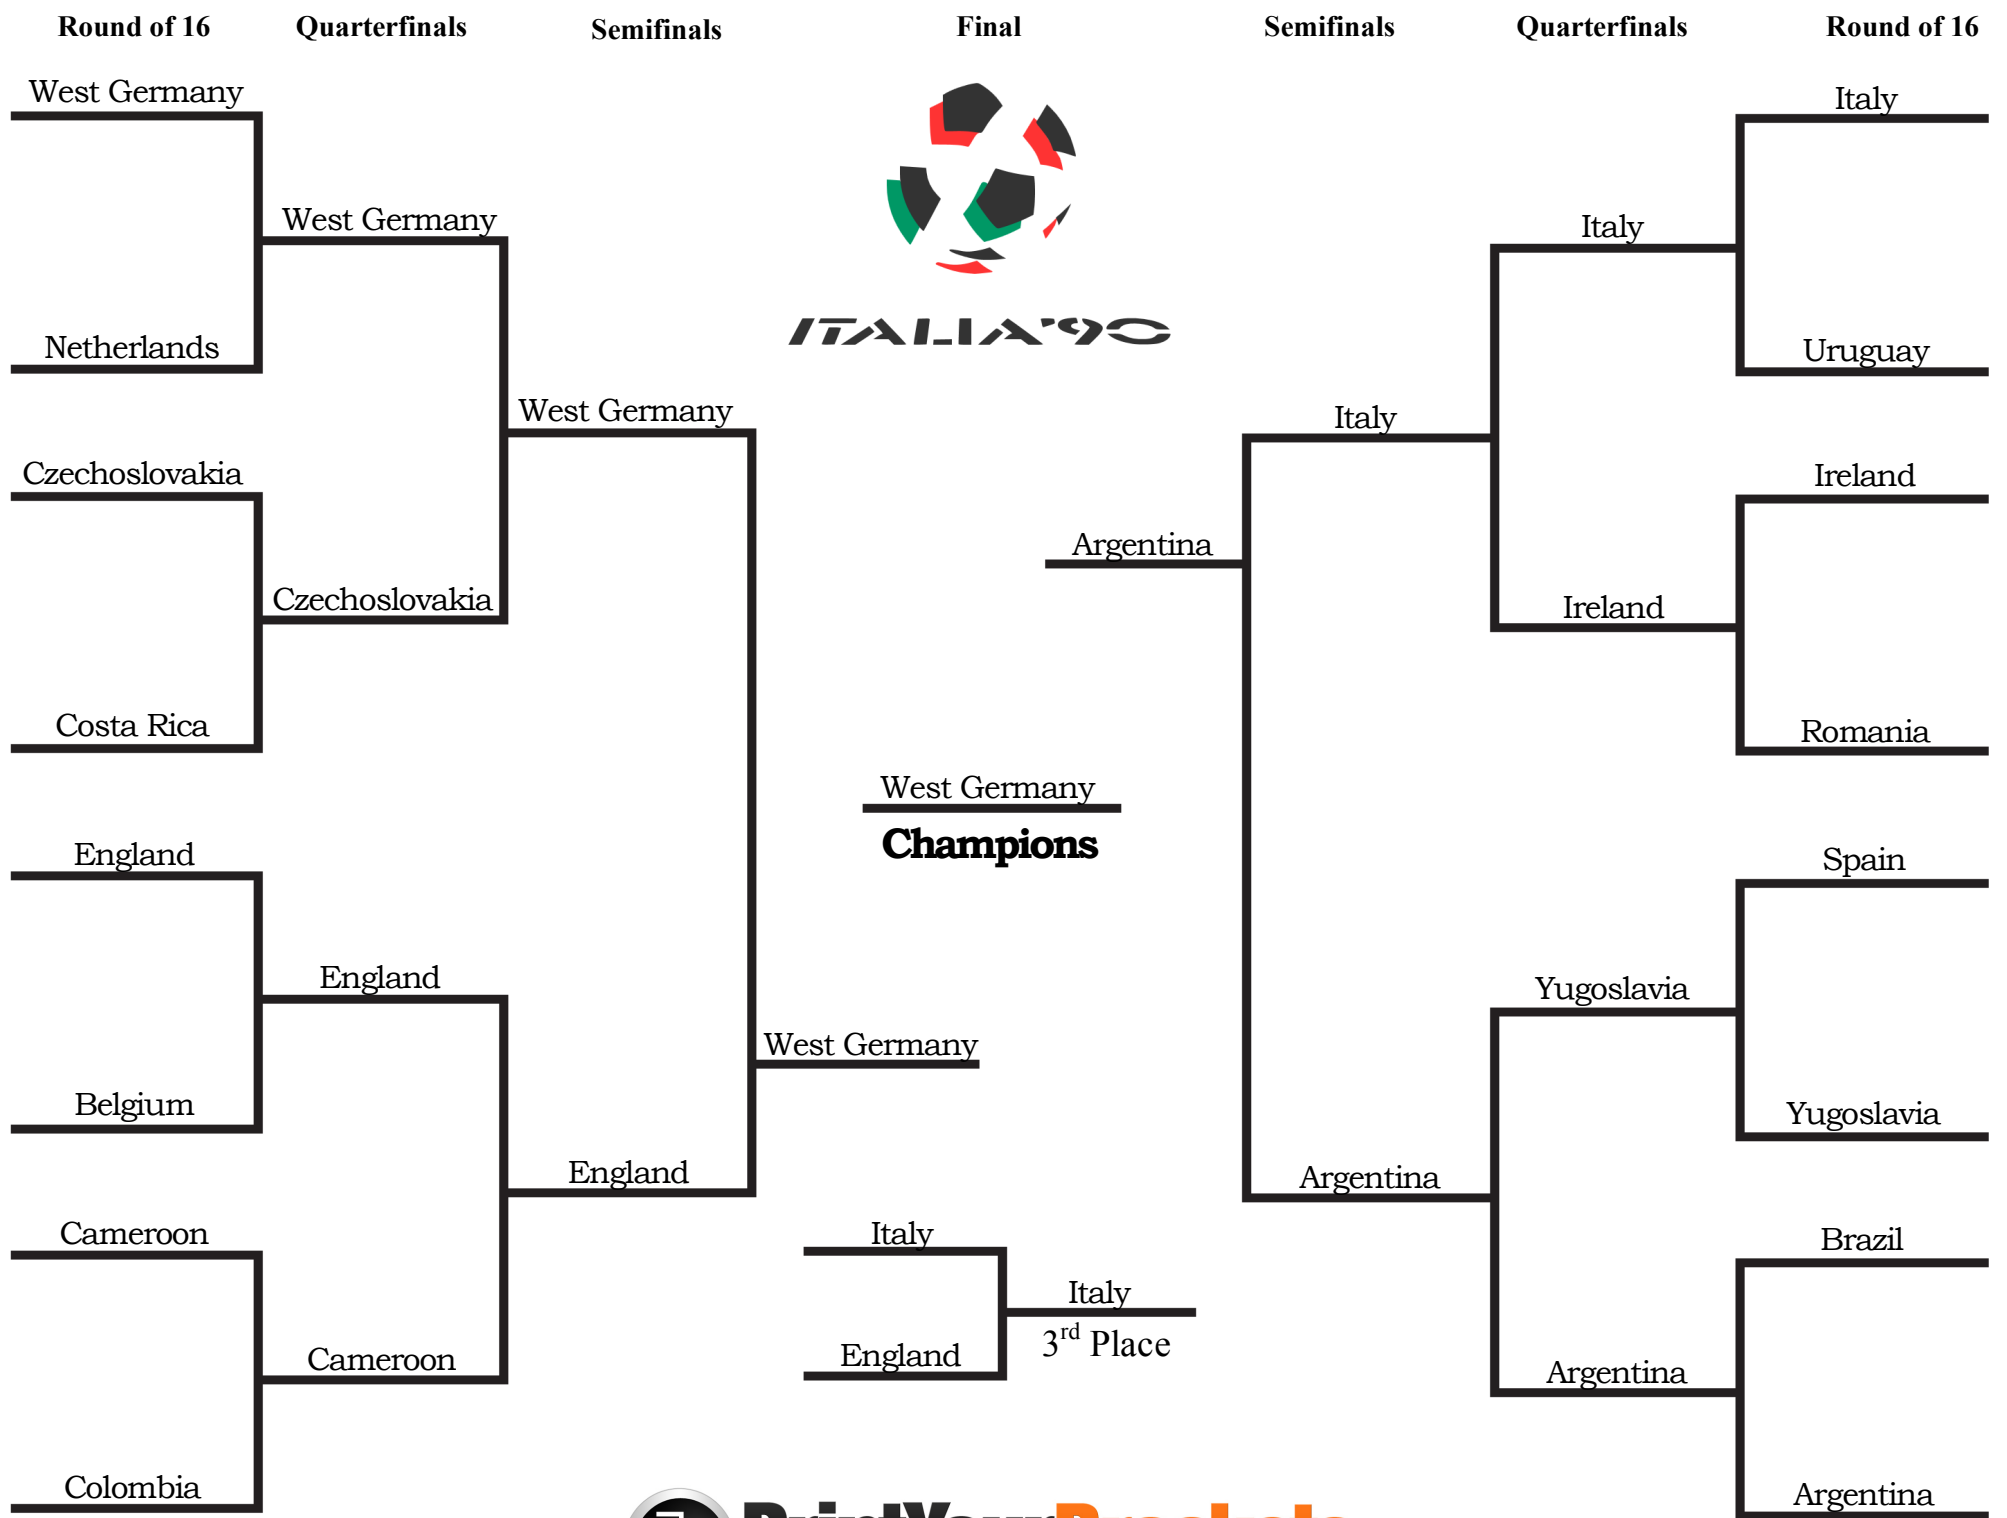 Round of 16 Quarterfinals Semifinals Final Semifinals Quarterfinals Round of 16
West Germany
Netherlands
Czechoslovakia
Costa Rica
England
Belgium
Cameroon
Colombia
West Germany
Czechoslovakia
England
Cameroon
West Germany
England
West Germany
ITALIA'90
West Germany
Champions
Italy
England
Italy
3rd Place
Argentina
Italy
Argentina
Italy
Ireland
Yugoslavia
Argentina
Italy
Uruguay
Ireland
Romania
Spain
Yugoslavia
Brazil
Argentina
PrintYourBrackets